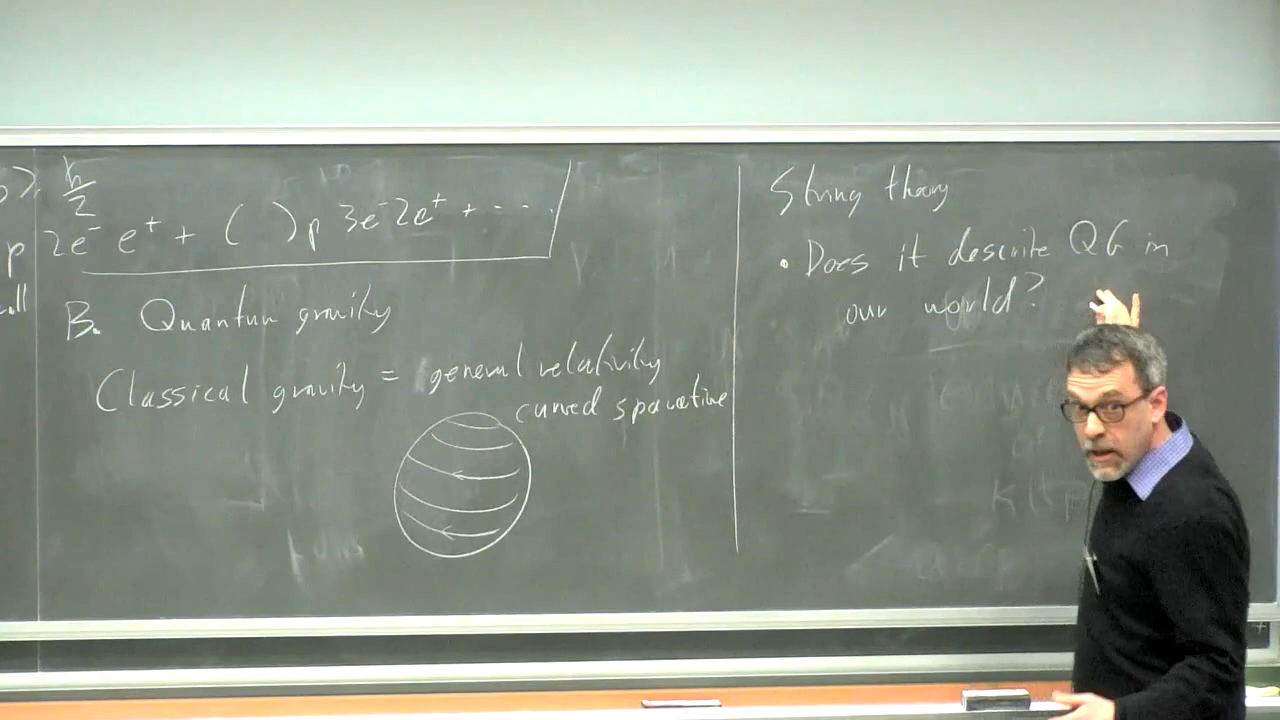 ħ/2
p 2e⁻ e⁺ + ( ) p 3e⁻ 2e⁺ + ...
B. Quantum gravity
Classical gravity = general relativity
curved spacetime
String theory
• Does it describe QG in
our world?